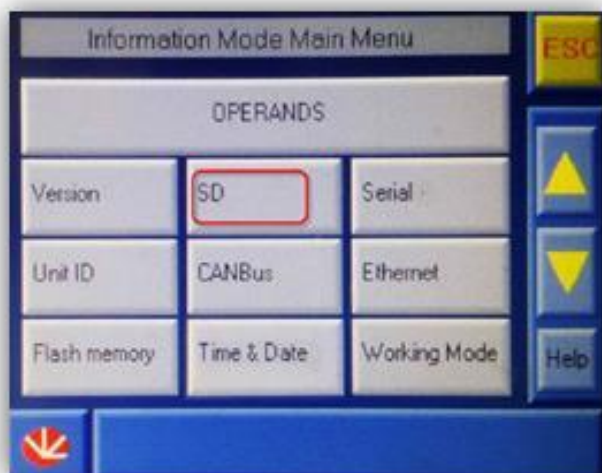 Information Mode Main Menu
ESC
OPERANDS
Version
SD
Serial
Unit ID
CANBus
Ethernet
Flash memory
Time & Date
Working Mode
Help